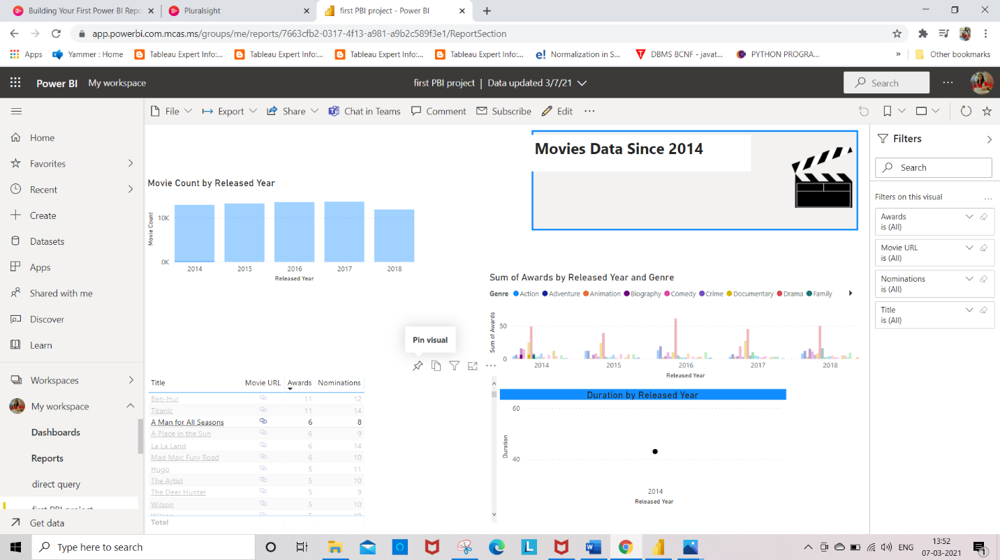 Building Your First Power BI Repo
Pluralsight
first PBI project - Power BI
app.powerbi.com.mcas.ms/groups/me/reports/7663cfb2-0317-4f13-a981-a9b2c589f3e1/ReportSection
Apps
Yammer : Home
Tableau Expert Info:...
Tableau Expert Info:...
Tableau Expert Info:...
Tableau Expert Info:...
Normalization in S...
DBMS BCNF - javat...
PYTHON PROGRA...
»
Other bookmarks
Power BI
My workspace
first PBI project | Data updated 3/7/21
Search
File
Export
Share
Chat in Teams
Comment
Subscribe
Edit
Home
Favorites
Recent
Create
Datasets
Apps
Shared with me
Discover
Learn
Workspaces
My workspace
Dashboards
Reports
direct query
first PBI project
Get data
Movies Data Since 2014
Movie Count by Released Year
Movie Count
10K
0K
2014 2015 2016 2017 2018
Released Year
Sum of Awards by Released Year and Genre
Genre Action Adventure Animation Biography Comedy Crime Documentary Drama Family
Sum of Awards
50
0
2014 2015 2016 2017 2018
Released Year
Pin visual
Title Movie URL Awards Nominations
Ben-Hur 11 12
Titanic 11 14
A Man for All Seasons 6 8
A Place in the Sun 6 9
La La Land 6 14
Mad Max: Fury Road 6 10
Hugo 5 11
The Artist 5 10
The Deer Hunter 5 9
Wilson 5 10
Wilson 5 10
Total
Duration by Released Year
Duration
60
40
2014
Released Year
Filters
Search
Filters on this visual
...
Awards
is (All)
Movie URL
is (All)
Nominations
is (All)
Title
is (All)
Type here to search
ENG
13:52
07-03-2021
1